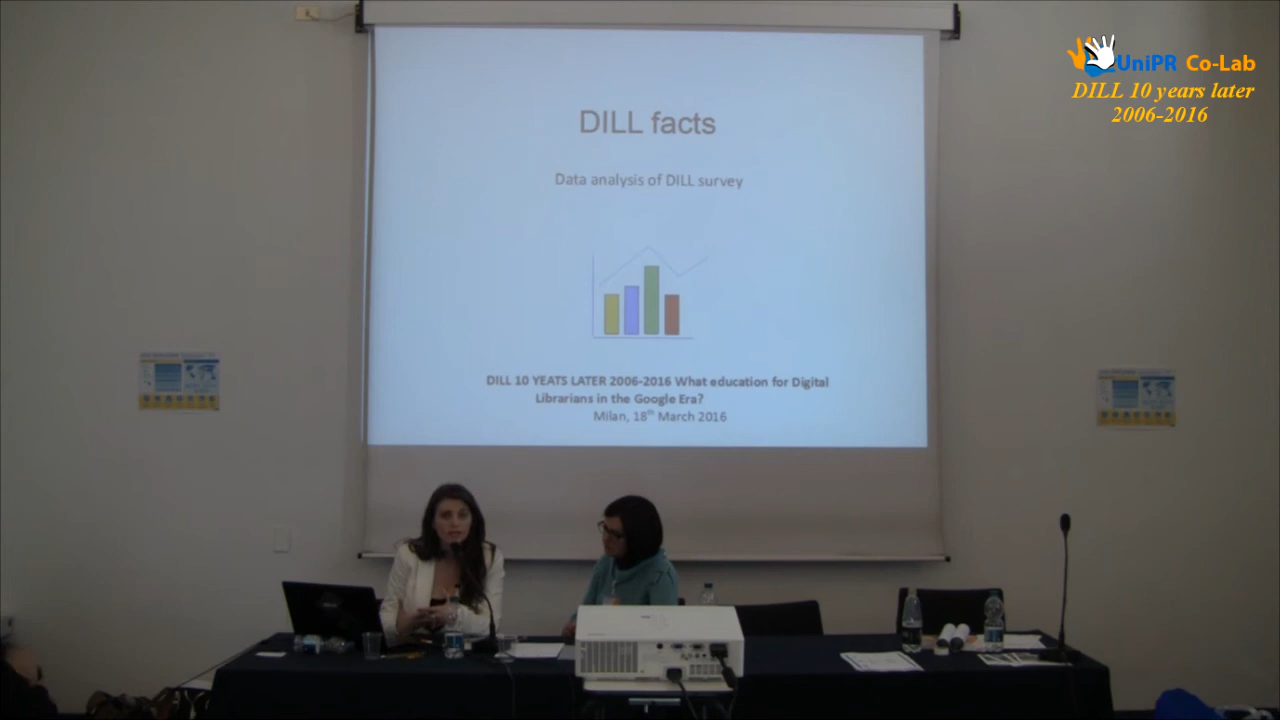 UniPR Co-Lab
DILL 10 years later
2006-2016
DILL facts
Data analysis of DILL survey
DILL 10 YEATS LATER 2006-2016 What education for Digital
Librarians in the Google Era?
Milan, 18th March 2016